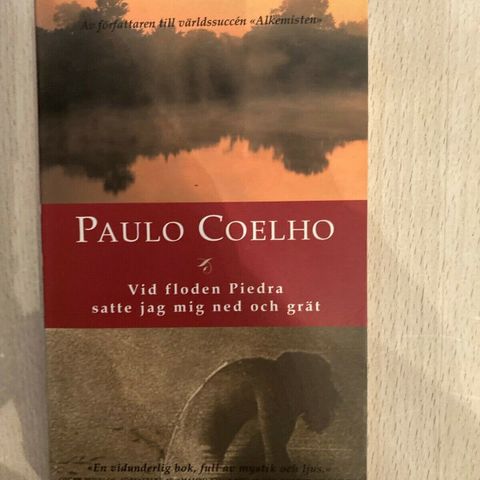 Av författaren till världssuccén «Alkemisten»
PAULO COELHO
Vid floden Piedra
satte jag mig ned och grät
«En vidunderlig bok, full av mystik och ljus.»